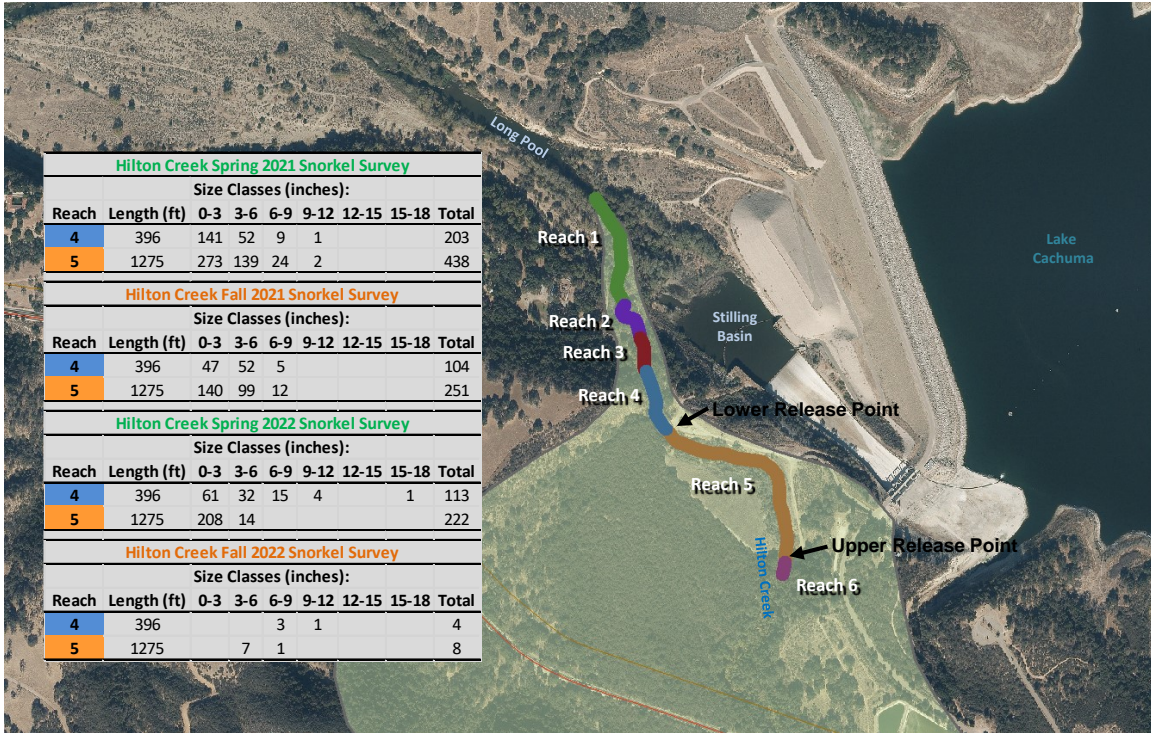 Hilton Creek Spring 2021 Snorkel Survey
Size Classes (inches):
Reach Length (ft) 0-3 3-6 6-9 9-12 12-15 15-18 Total
4 396 141 52 9 1 203
5 1275 273 139 24 2 438
Hilton Creek Fall 2021 Snorkel Survey
Size Classes (inches):
Reach Length (ft) 0-3 3-6 6-9 9-12 12-15 15-18 Total
4 396 47 52 5 104
5 1275 140 99 12 251
Hilton Creek Spring 2022 Snorkel Survey
Size Classes (inches):
Reach Length (ft) 0-3 3-6 6-9 9-12 12-15 15-18 Total
4 396 61 32 15 4 1 113
5 1275 208 14 222
Hilton Creek Fall 2022 Snorkel Survey
Size Classes (inches):
Reach Length (ft) 0-3 3-6 6-9 9-12 12-15 15-18 Total
4 396 3 1 4
5 1275 7 1 8
Long Pool
Reach 1
Lake
Cachuma
Stilling
Basin
Reach 2
Reach 3
Reach 4
Lower Release Point
Reach 5
Upper Release Point
Hilton Creek
Reach 6